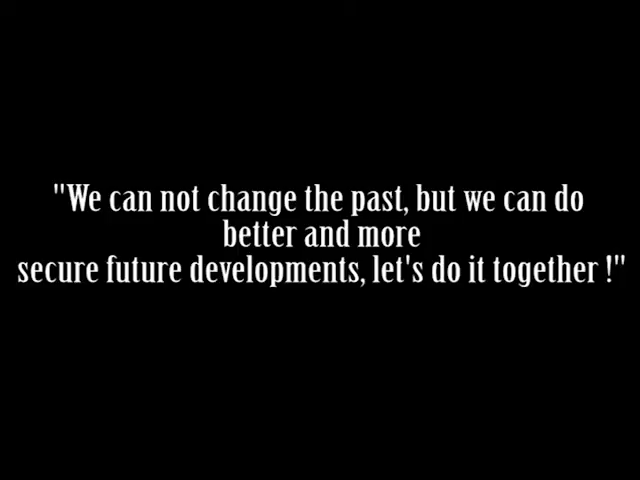 "We can not change the past, but we can do
better and more
secure future developments, let's do it together !"